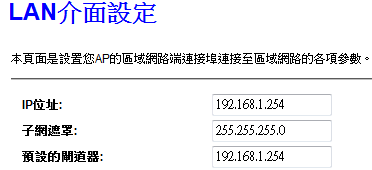 LAN介面設定
本頁面是設置您AP的區域網路端連接埠連接至區域網路的各項參數。
IP位址: 192.168.1.254
子網遮罩: 255.255.255.0
預設的閘道器: 192.168.1.254